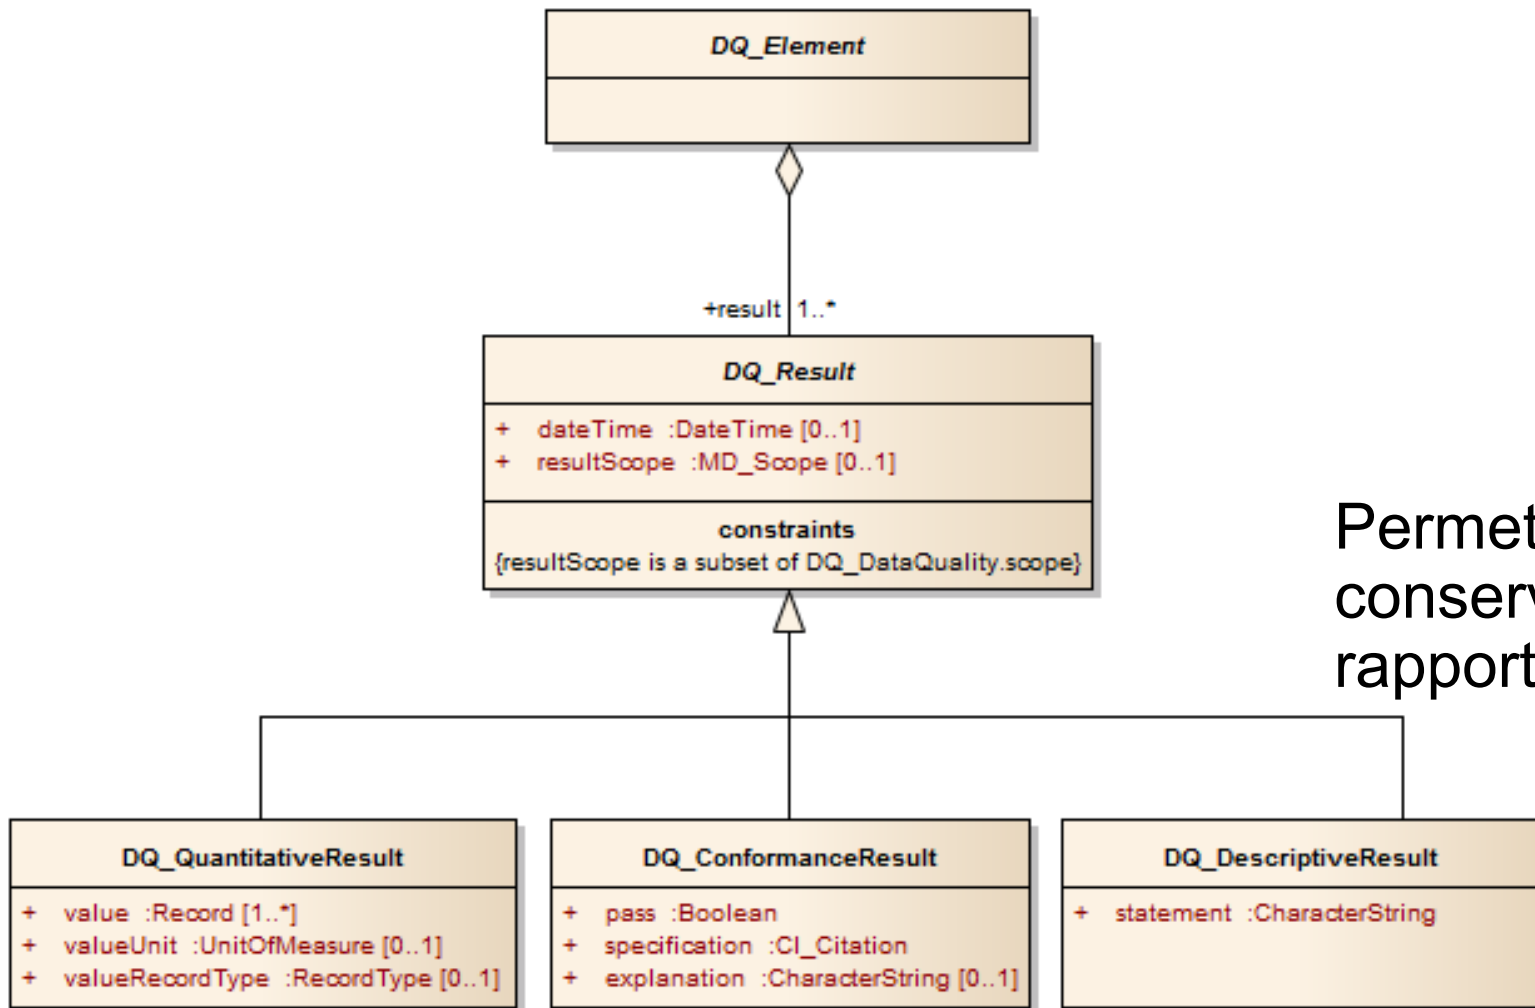 DQ_Element
+result 1..*
DQ_Result
+ dateTime :DateTime [0..1]
+ resultScope :MD_Scope [0..1]
constraints
{resultScope is a subset of DQ_DataQuality.scope}
Permet
conserv
rapport
DQ_QuantitativeResult
+ value :Record [1..*]
+ valueUnit :UnitOfMeasure [0..1]
+ valueRecordType :RecordType [0..1]
DQ_ConformanceResult
+ pass :Boolean
+ specification :CI_Citation
+ explanation :CharacterString [0..1]
DQ_DescriptiveResult
+ statement :CharacterString